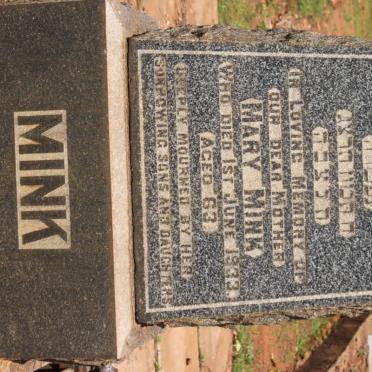 IN LOVING MEMORY OF
OUR DEAR MOTHER
MARY MINK
WHO DIED 1ST JUNE 1933.
AGED 63
DEEPLY MOURNED BY HER
SORROWING SONS AND DAUGHTERS
MINK